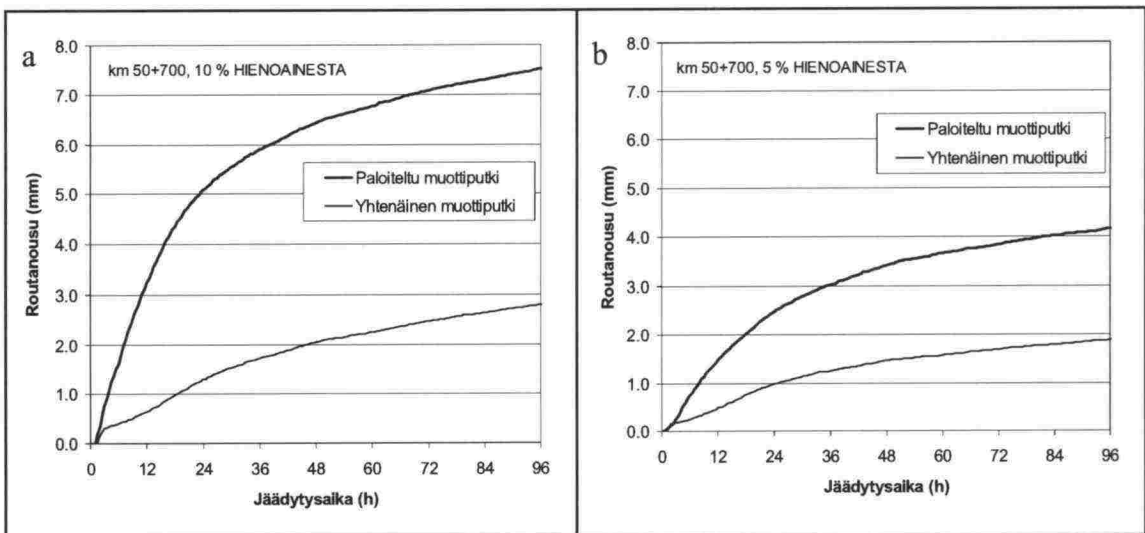 a
km 50+700, 10 % HIENOAINESTA
8.0
7.0
6.0
5.0
4.0
3.0
2.0
1.0
0.0
Routanousu (mm)
Paloiteltu muottiputki
Yhtenäinen muottiputki
0 12 24 36 48 60 72 84 96
Jäädytysaika (h)
b
km 50+700, 5 % HIENOAINESTA
8.0
7.0
6.0
5.0
4.0
3.0
2.0
1.0
0.0
Routanousu (mm)
Paloiteltu muottiputki
Yhtenäinen muottiputki
0 12 24 36 48 60 72 84 96
Jäädytysaika (h)